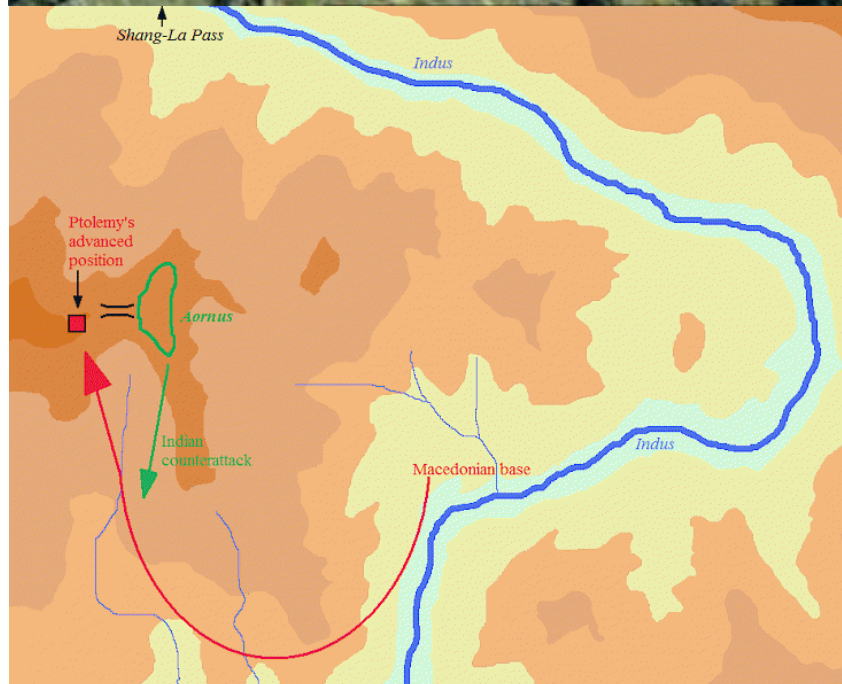 Shang-La Pass
Indus
Ptolemy's
advanced
position
Aornus
Indian
counterattack
Macedonian base
Indus